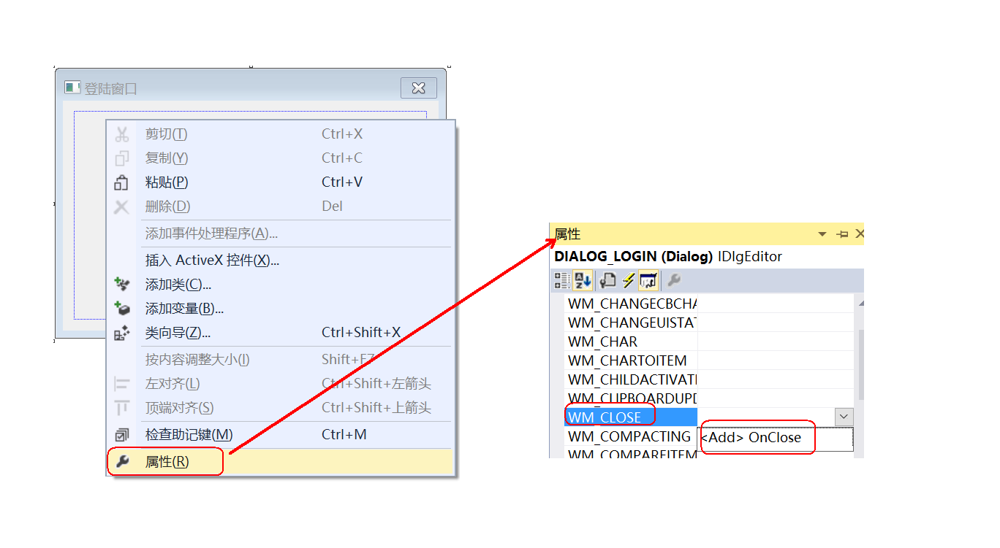 登陆窗口
剪切(T) Ctrl+X
复制(Y) Ctrl+C
粘贴(P) Ctrl+V
删除(D) Del
添加事件处理程序(A)...
插入 ActiveX 控件(X)...
添加类(C)...
添加变量(B)...
类向导(Z)... Ctrl+Shift+X
按内容调整大小(I) Shift+F7
左对齐(L) Ctrl+Shift+左箭头
顶端对齐(S) Ctrl+Shift+上箭头
检查助记键(M) Ctrl+M
属性(R)
属性
DIALOG_LOGIN (Dialog) IDlgEditor
WM_CHANGECBCHA
WM_CHANGEUISTAT
WM_CHAR
WM_CHARTOITEM
WM_CHILDACTIVATI
WM_CLIPBOARDUPD
WM_CLOSE
WM_COMPACTING <Add> OnClose
WM_COMPAREITEM